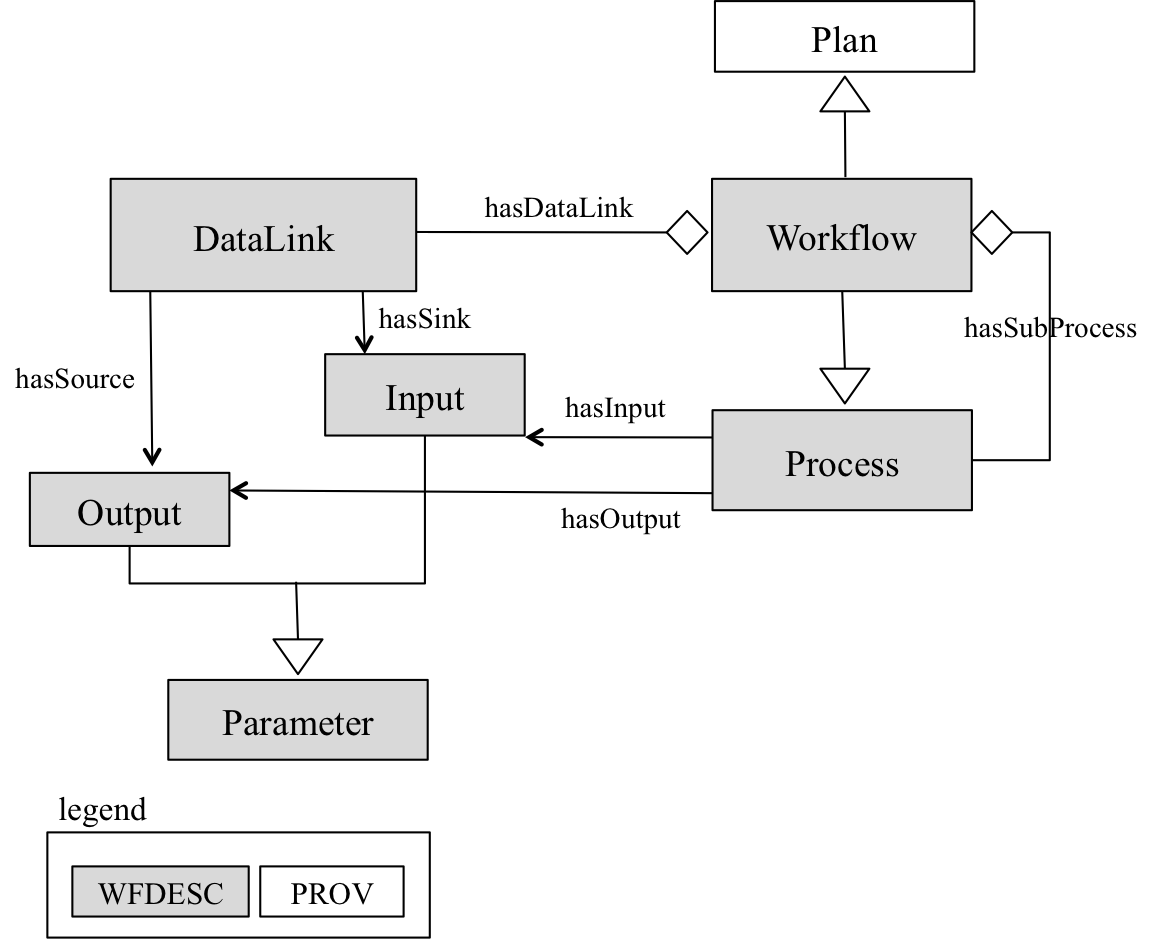 Plan
hasDataLink
DataLink
Workflow
hasSink
hasSubProcess
hasSource
Input
hasInput
Process
Output
hasOutput
Parameter
legend
WFDESC
PROV